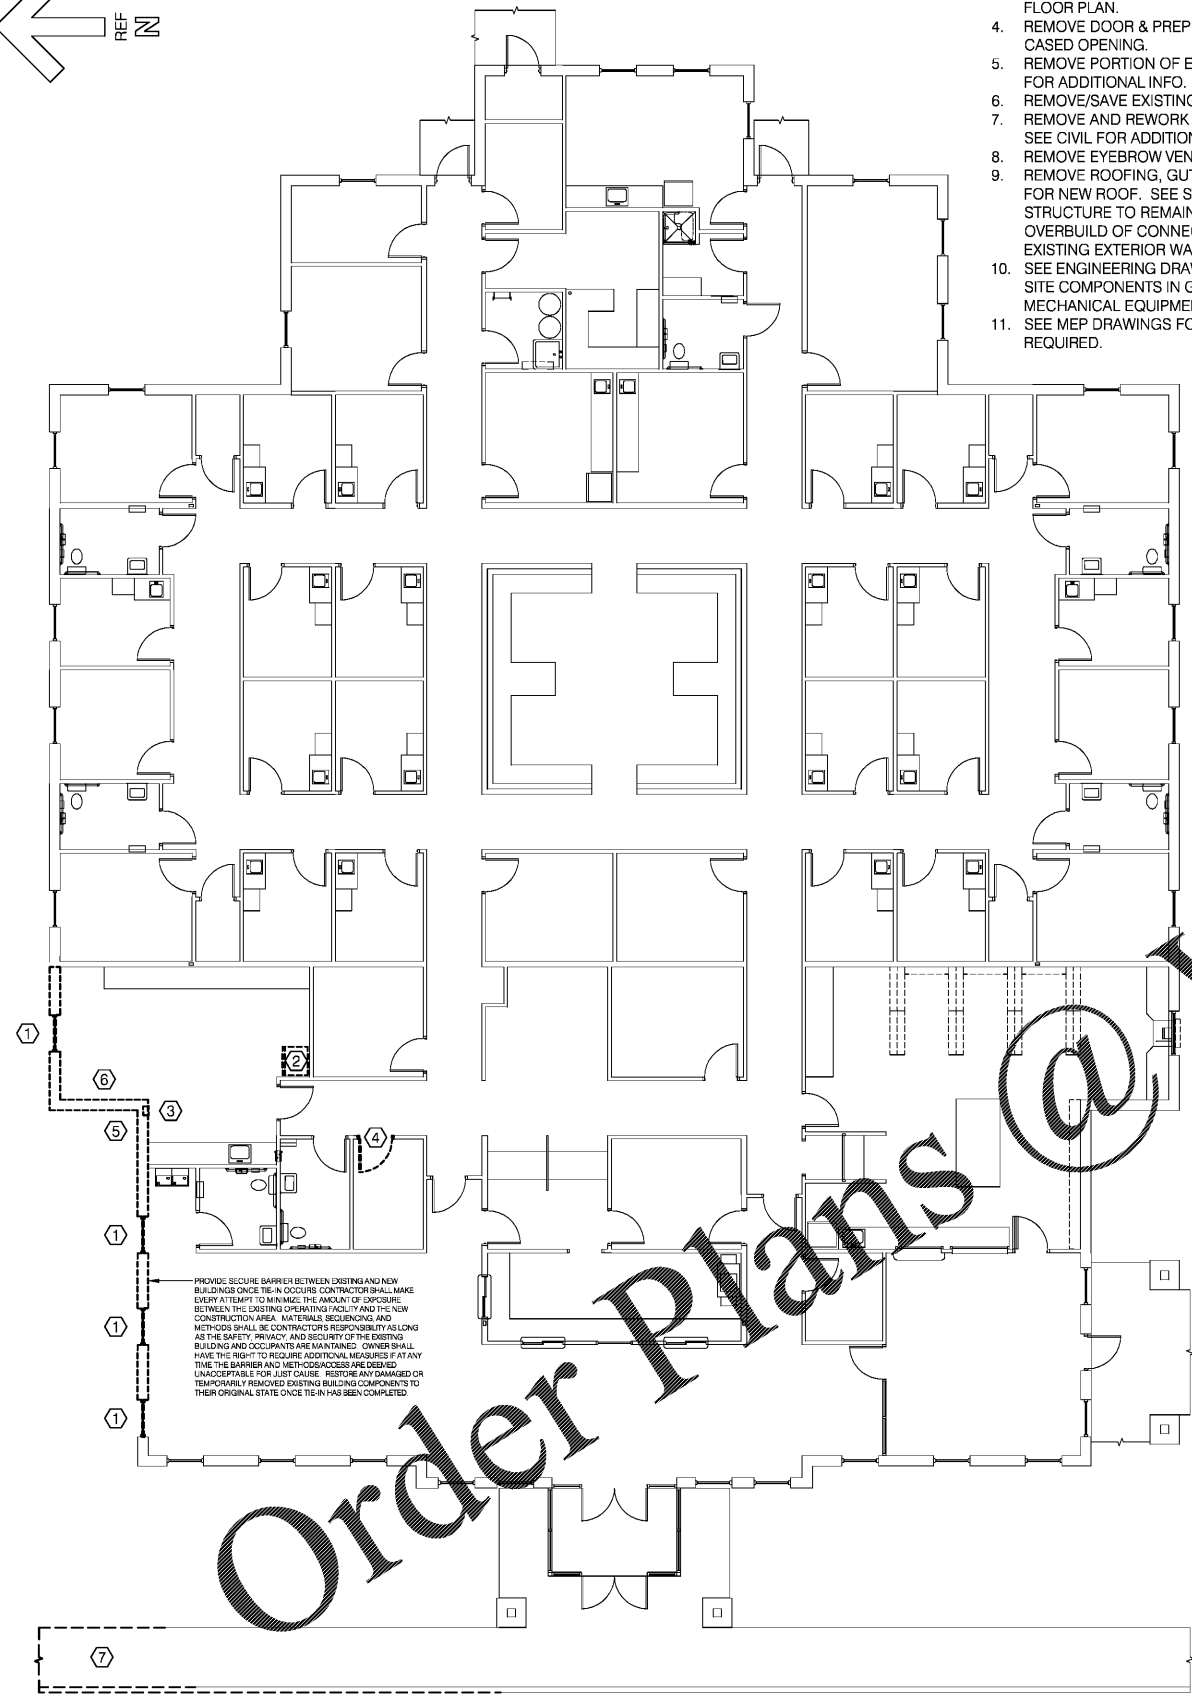 REF
N
FLOOR PLAN.
4. REMOVE DOOR & PREP
CASED OPENING.
5. REMOVE PORTION OF E
FOR ADDITIONAL INFO.
6. REMOVE/SAVE EXISTING
7. REMOVE AND REWORK
SEE CIVIL FOR ADDITION
8. REMOVE EYEBROW VEN
9. REMOVE ROOFING, GUT
FOR NEW ROOF. SEE S
STRUCTURE TO REMAIN
OVERBUILD OF CONNEC
EXISTING EXTERIOR WA
10. SEE ENGINEERING DRAW
SITE COMPONENTS IN G
MECHANICAL EQUIPMEN
11. SEE MEP DRAWINGS FO
REQUIRED.
1
2
6
3
5
4
1
PROVIDE SECURE BARRIER BETWEEN EXISTING AND NEW
BUILDINGS ONCE TIE-IN OCCURS. CONTRACTOR SHALL MAKE
EVERY ATTEMPT TO MINIMIZE THE AMOUNT OF EXPOSURE
BETWEEN THE EXISTING OPERATING FACILITY AND THE NEW
CONSTRUCTION AREA. MATERIALS, SEQUENCING, AND
METHODS SHALL BE CONTRACTOR'S RESPONSIBILITY AS LONG
AS THE SAFETY, PRIVACY, AND SECURITY OF THE EXISTING
BUILDING AND OCCUPANTS ARE MAINTAINED. OWNER SHALL
HAVE THE RIGHT TO REQUIRE ADDITIONAL MEASURES IF AT ANY
TIME THE BARRIER AND METHODS/ACCESS ARE DEEMED
UNACCEPTABLE FOR JUST CAUSE. RESTORE ANY DAMAGED OR
TEMPORARILY REMOVED EXISTING BUILDING COMPONENTS TO
THEIR ORIGINAL STATE ONCE TIE-IN HAS BEEN COMPLETED.
1
1
Order Plans @
7